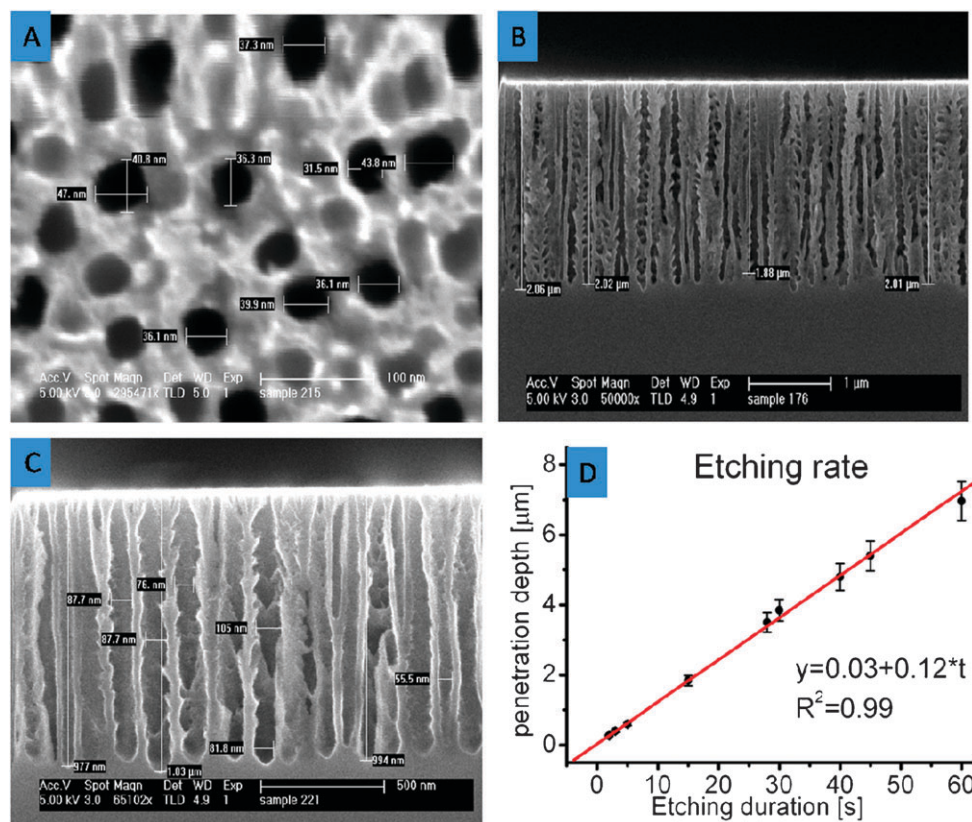 A
37.3 nm
40.8 nm
36.3 nm
31.5 nm
43.8 nm
47. nm
36.1 nm
39.9 nm
36.1 nm
Acc.V Spot Magn Det WD Exp
5.00 kV 3.0 295471x TLD 5.0 1 sample 215
100 nm
B
1.88 µm
2.06 µm
2.02 µm
2.01 µm
Acc.V Spot Magn Det WD Exp
5.00 kV 3.0 50000x TLD 4.9 1 sample 176
1 µm
C
76. nm
87.7 nm
87.7 nm
105 nm
55.5 nm
81.8 nm
977 nm
1.03 µm
994 nm
Acc.V Spot Magn Det WD Exp
5.00 kV 3.0 65102x TLD 4.9 1 sample 221
500 nm
D
Etching rate
penetration depth [µm]
8
6
4
2
0
y=0.03+0.12*t
R²=0.99
0 10 20 30 40 50 60
Etching duration [s]